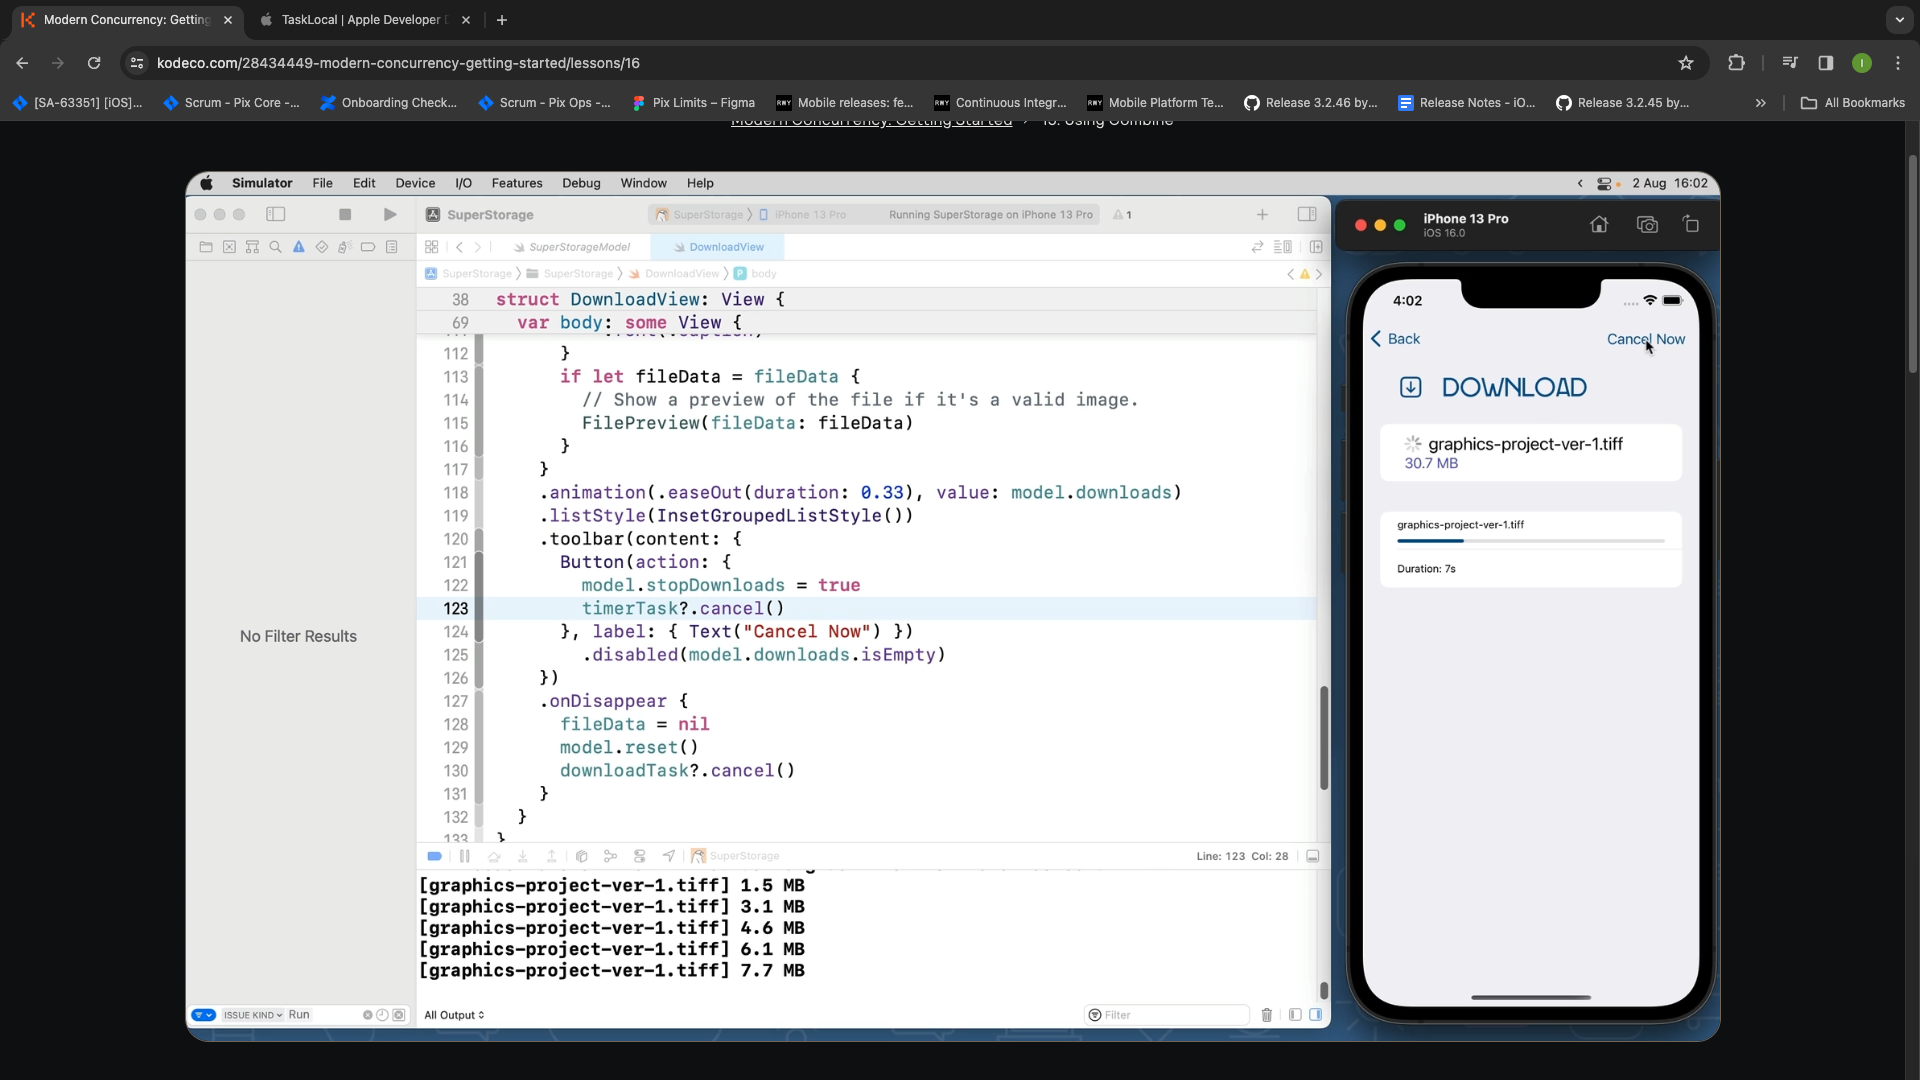 Modern Concurrency: Getting
TaskLocal | Apple Developer
kodeco.com/28434449-modern-concurrency-getting-started/lessons/16
I
[SA-63351] [iOS]...
Scrum - Pix Core -...
Onboarding Check...
Scrum - Pix Ops -...
Pix Limits – Figma
RWY Mobile releases: fe...
RWY Continuous Integr...
RWY Mobile Platform Te...
Release 3.2.46 by...
Release Notes - iO...
Release 3.2.45 by...
»
All Bookmarks
Modern Concurrency: Getting Started › 15. Using Combine
Simulator File Edit Device I/O Features Debug Window Help
2 Aug 16:02
SuperStorage
SuperStorage 〉 iPhone 13 Pro
Running SuperStorage on iPhone 13 Pro
1
SuperStorageModel
DownloadView
SuperStorage 〉 SuperStorage 〉 DownloadView 〉 P body
38 struct DownloadView: View {
69 var body: some View {
112 }
113 if let fileData = fileData {
114 // Show a preview of the file if it's a valid image.
115 FilePreview(fileData: fileData)
116 }
117 }
118 .animation(.easeOut(duration: 0.33), value: model.downloads)
119 .listStyle(InsetGroupedListStyle())
120 .toolbar(content: {
121 Button(action: {
122 model.stopDownloads = true
123 timerTask?.cancel()
124 }, label: { Text("Cancel Now") })
125 .disabled(model.downloads.isEmpty)
126 })
127 .onDisappear {
128 fileData = nil
129 model.reset()
130 downloadTask?.cancel()
131 }
132 }
133 }
No Filter Results
SuperStorage
Line: 123 Col: 28
[graphics-project-ver-1.tiff] 1.5 MB
[graphics-project-ver-1.tiff] 3.1 MB
[graphics-project-ver-1.tiff] 4.6 MB
[graphics-project-ver-1.tiff] 6.1 MB
[graphics-project-ver-1.tiff] 7.7 MB
ISSUE KIND Run
All Output
Filter
iPhone 13 Pro
iOS 16.0
4:02
Back
Cancel Now
DOWNLOAD
graphics-project-ver-1.tiff
30.7 MB
graphics-project-ver-1.tiff
Duration: 7s